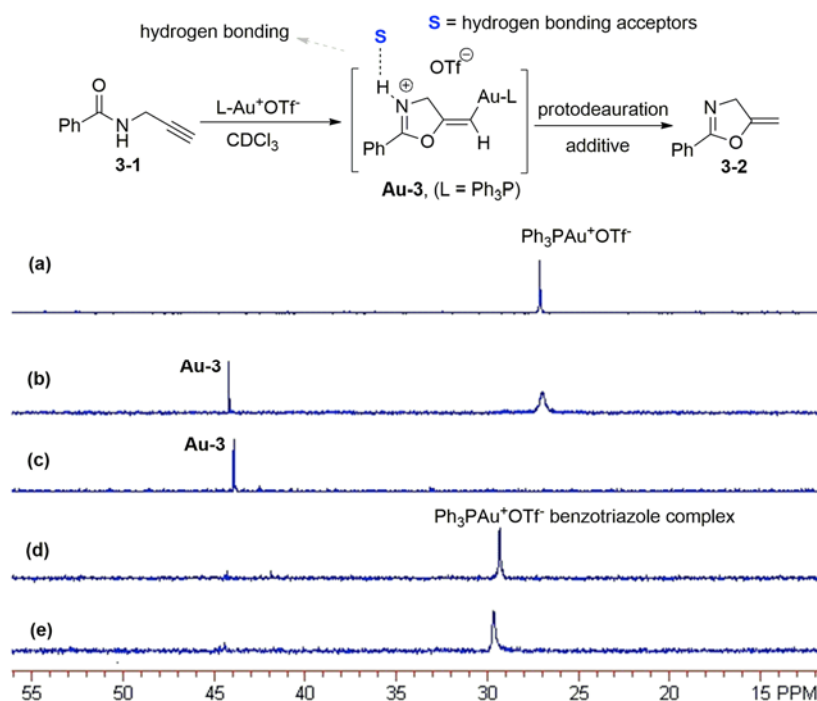 hydrogen bonding
S
S = hydrogen bonding acceptors
OTf⊖
H
⊕
N
Au-L
O
Ph
N
H
L-Au⁺OTf⁻
CDCl₃
Ph
O
H
protodeauration
additive
N
Ph
O
3-1
Au-3, (L = Ph₃P)
3-2
Ph₃PAu⁺OTf⁻
(a)
Au-3
(b)
Au-3
(c)
Ph₃PAu⁺OTf⁻ benzotriazole complex
(d)
(e)
55 50 45 40 35 30 25 20 15 PPM